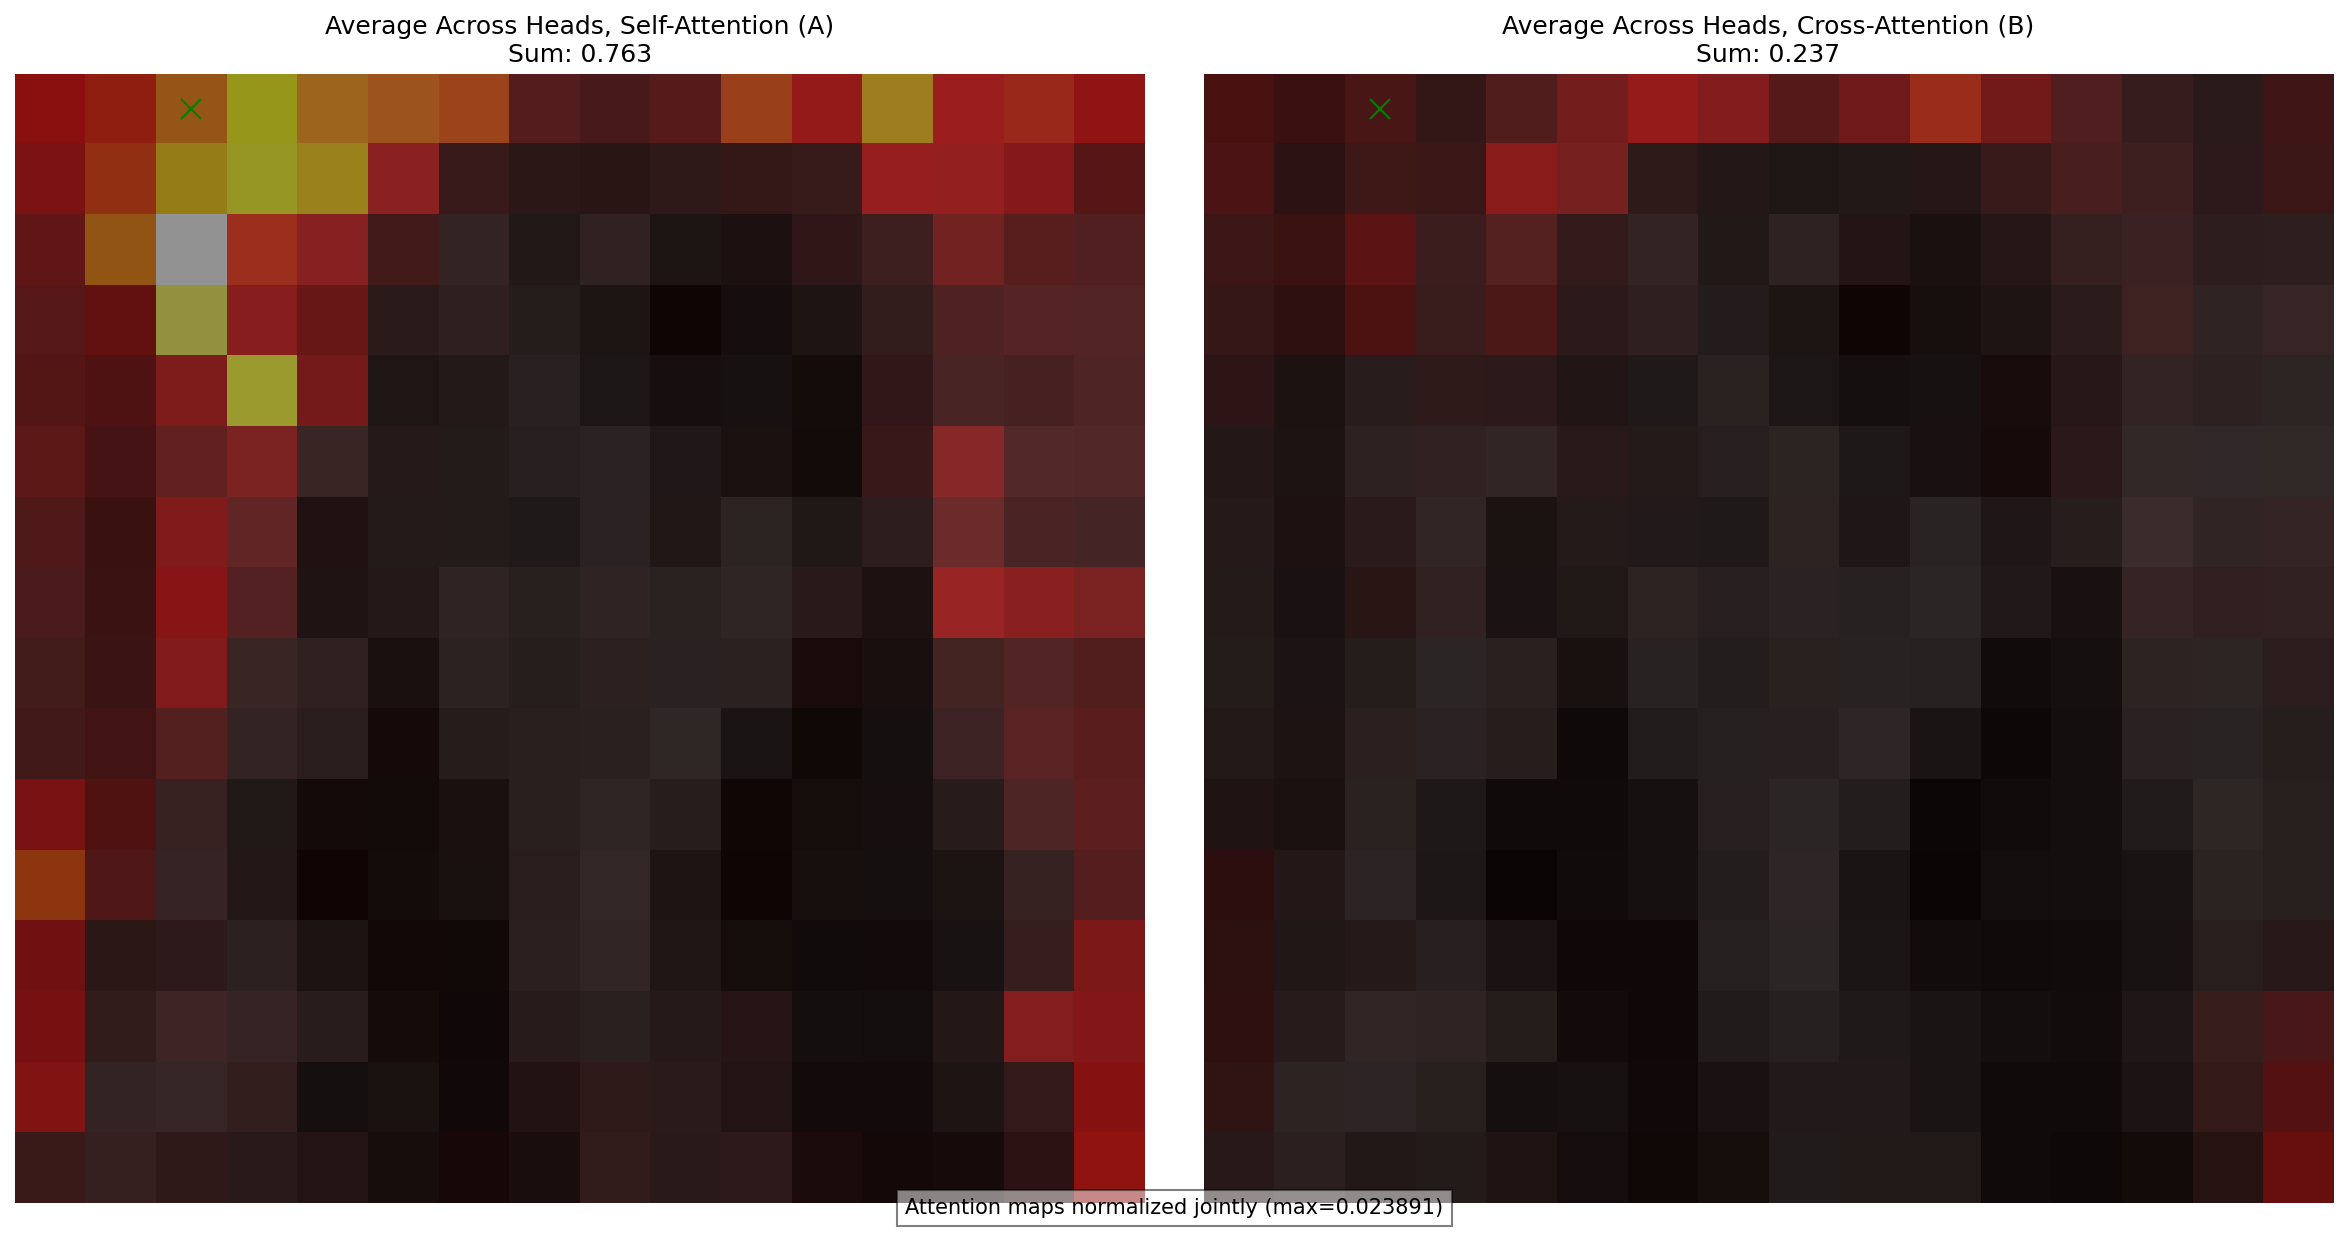 Average Across Heads, Self-Attention (A)
Sum: 0.763
Average Across Heads, Cross-Attention (B)
Sum: 0.237
Attention maps normalized jointly (max=0.023891)